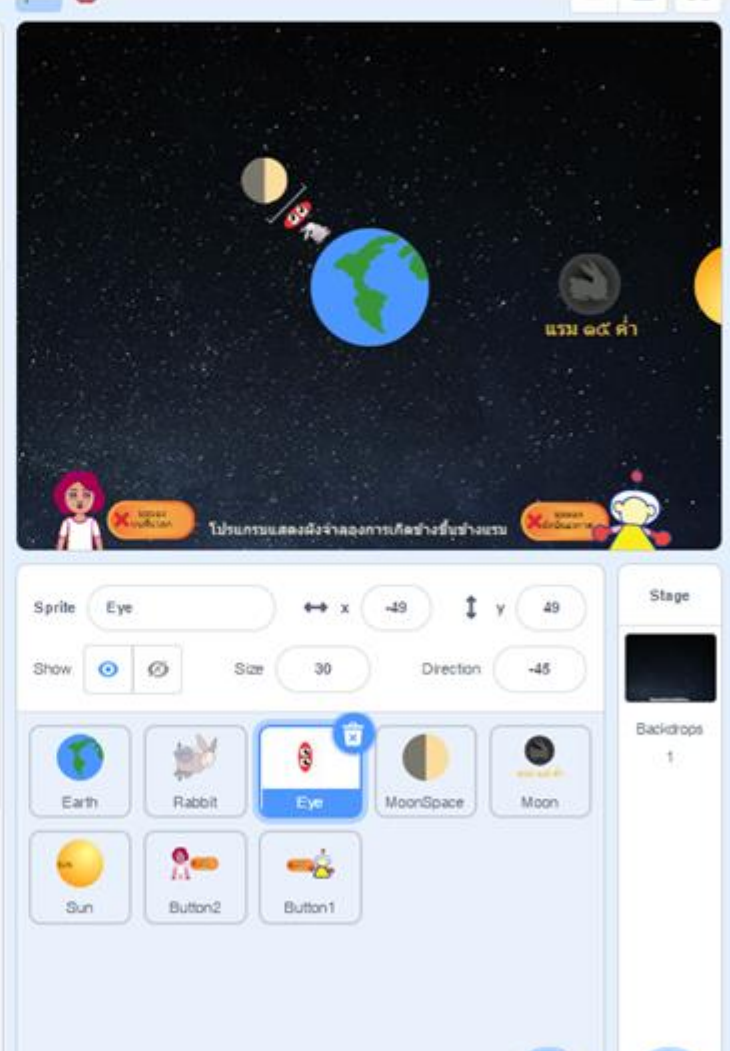 แรม ๑๕ ค่ำ
โปรแกรมแสดงผังจำลองการเกิดข้างขึ้นข้างแรม
Sprite Eye x -49 y 49
Stage
Show Size 30 Direction -45
Backdrops
1
Earth Rabbit Eye MoonSpace Moon
Sun Button2 Button1